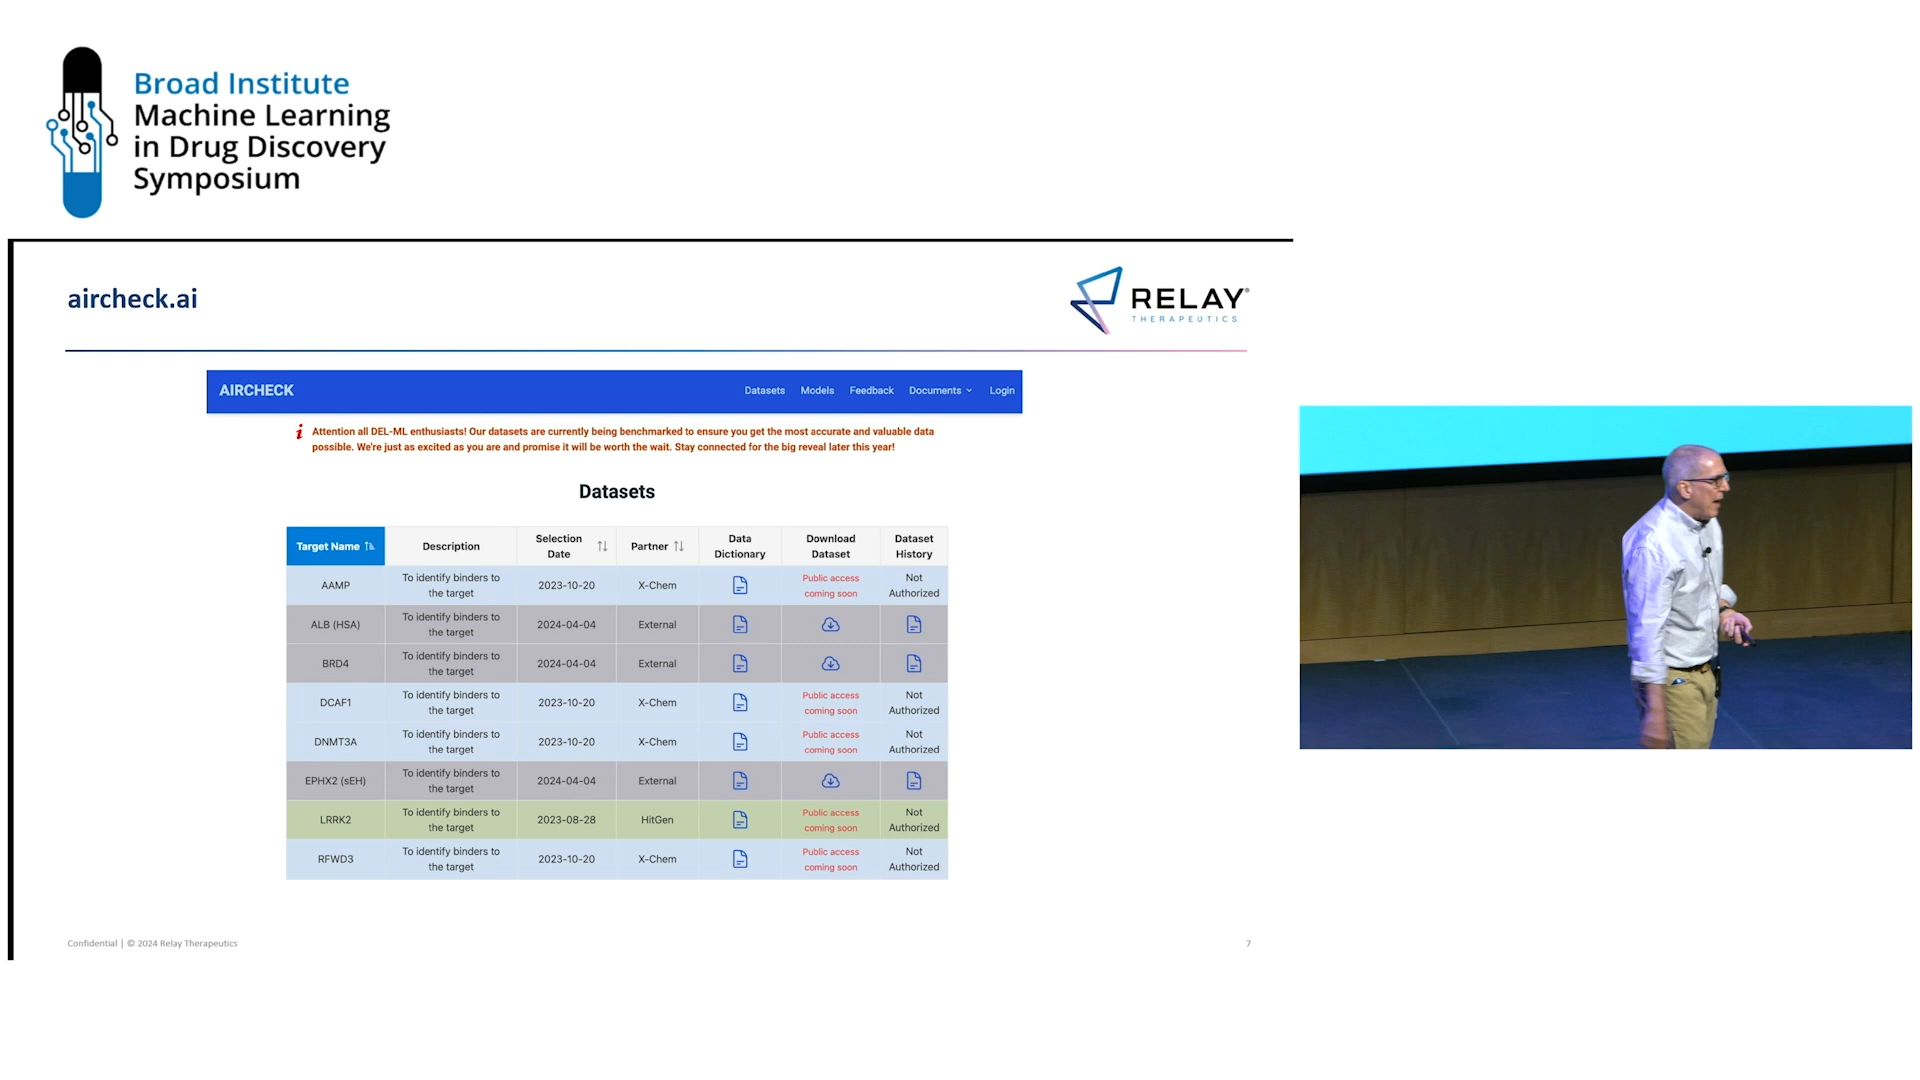 Broad Institute
Machine Learning
in Drug Discovery
Symposium
aircheck.ai
RELAY®
THERAPEUTICS
AIRCHECK
Datasets Models Feedback Documents Login
i Attention all DEL-ML enthusiasts! Our datasets are currently being benchmarked to ensure you get the most accurate and valuable data
possible. We're just as excited as you are and promise it will be worth the wait. Stay connected for the big reveal later this year!
Datasets
Target Name Description Selection Date Partner Data Dictionary Download Dataset Dataset History
AAMP To identify binders to the target 2023-10-20 X-Chem Public access coming soon Not Authorized
ALB (HSA) To identify binders to the target 2024-04-04 External
BRD4 To identify binders to the target 2024-04-04 External
DCAF1 To identify binders to the target 2023-10-20 X-Chem Public access coming soon Not Authorized
DNMT3A To identify binders to the target 2023-10-20 X-Chem Public access coming soon Not Authorized
EPHX2 (sEH) To identify binders to the target 2024-04-04 External
LRRK2 To identify binders to the target 2023-08-28 HitGen Public access coming soon Not Authorized
RFWD3 To identify binders to the target 2023-10-20 X-Chem Public access coming soon Not Authorized
Confidential | © 2024 Relay Therapeutics
7